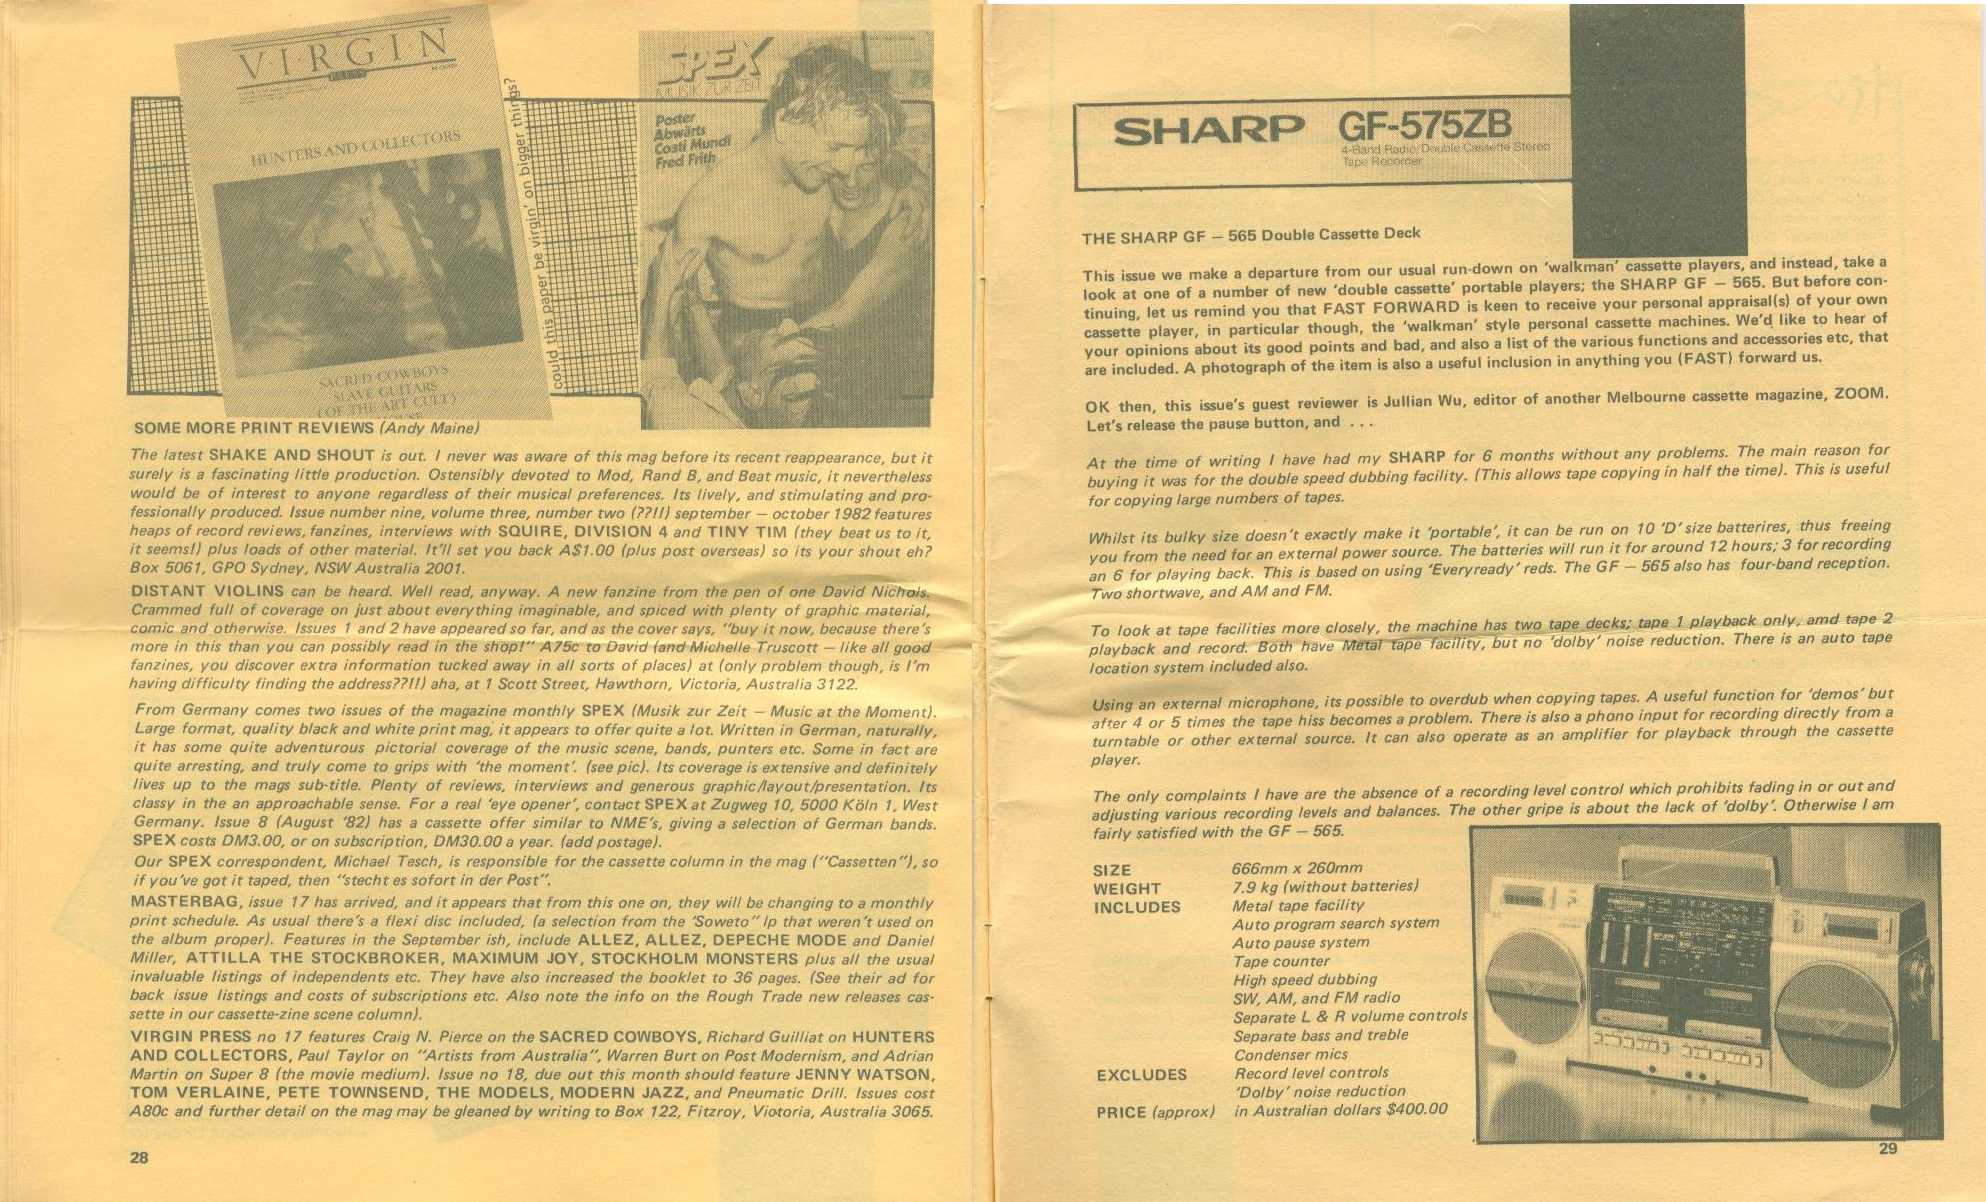 V·I·R·G·I·N
PRESS
HUNTERS AND COLLECTORS
SACRED COWBOYS
SLAVE GUITARS
(OF THE ART CULT)
could this paper be virgin' on bigger things?
SPEX
MUSIK ZUR ZEIT
Poster
Abwärts
Coati Mundi
Fred Frith
SOME MORE PRINT REVIEWS (Andy Maine)
The latest SHAKE AND SHOUT is out. I never was aware of this mag before its recent reappearance, but it
surely is a fascinating little production. Ostensibly devoted to Mod, Rand B, and Beat music, it nevertheless
would be of interest to anyone regardless of their musical preferences. Its lively, and stimulating and pro-
fessionally produced. Issue number nine, volume three, number two (??!!) september — october 1982 features
heaps of record reviews, fanzines, interviews with SQUIRE, DIVISION 4 and TINY TIM (they beat us to it,
it seems!) plus loads of other material. It'll set you back A$1.00 (plus post overseas) so its your shout eh?
Box 5061, GPO Sydney, NSW Australia 2001.
DISTANT VIOLINS can be heard. Well read, anyway. A new fanzine from the pen of one David Nichols.
Crammed full of coverage on just about everything imaginable, and spiced with plenty of graphic material,
comic and otherwise. Issues 1 and 2 have appeared so far, and as the cover says, "buy it now, because there's
more in this than you can possibly read in the shop!" A75c to David (and Michelle Truscott — like all good
fanzines, you discover extra information tucked away in all sorts of places) at (only problem though, is I'm
having difficulty finding the address??!!) aha, at 1 Scott Street, Hawthorn, Victoria, Australia 3122.
From Germany comes two issues of the magazine monthly SPEX (Musik zur Zeit — Music at the Moment).
Large format, quality black and white print mag, it appears to offer quite a lot. Written in German, naturally,
it has some quite adventurous pictorial coverage of the music scene, bands, punters etc. Some in fact are
quite arresting, and truly come to grips with 'the moment'. (see pic). Its coverage is extensive and definitely
lives up to the mags sub-title. Plenty of reviews, interviews and generous graphic/layout/presentation. Its
classy in the an approachable sense. For a real 'eye opener', contact SPEX at Zugweg 10, 5000 Köln 1, West
Germany. Issue 8 (August '82) has a cassette offer similar to NME's, giving a selection of German bands.
SPEX costs DM3.00, or on subscription, DM30.00 a year. (add postage).
Our SPEX correspondent, Michael Tesch, is responsible for the cassette column in the mag ("Cassetten"), so
if you've got it taped, then "stecht es sofort in der Post".
MASTERBAG, issue 17 has arrived, and it appears that from this one on, they will be changing to a monthly
print schedule. As usual there's a flexi disc included, (a selection from the 'Soweto" lp that weren't used on
the album proper). Features in the September ish, include ALLEZ, ALLEZ, DEPECHE MODE and Daniel
Miller, ATTILLA THE STOCKBROKER, MAXIMUM JOY, STOCKHOLM MONSTERS plus all the usual
invaluable listings of independents etc. They have also increased the booklet to 36 pages. (See their ad for
back issue listings and costs of subscriptions etc. Also note the info on the Rough Trade new releases cas-
sette in our cassette-zine scene column).
VIRGIN PRESS no 17 features Craig N. Pierce on the SACRED COWBOYS, Richard Guilliat on HUNTERS
AND COLLECTORS, Paul Taylor on "Artists from Australia", Warren Burt on Post Modernism, and Adrian
Martin on Super 8 (the movie medium). Issue no 18, due out this month should feature JENNY WATSON,
TOM VERLAINE, PETE TOWNSEND, THE MODELS, MODERN JAZZ, and Pneumatic Drill. Issues cost
A80c and further detail on the mag may be gleaned by writing to Box 122, Fitzroy, Viotoria, Australia 3065.
28
SHARP GF-575ZB
4-Band Radio/Double Cassette Stereo
Tape Recorder
THE SHARP GF — 565 Double Cassette Deck
This issue we make a departure from our usual run-down on 'walkman' cassette players, and instead, take a
look at one of a number of new 'double cassette' portable players; the SHARP GF — 565. But before con-
tinuing, let us remind you that FAST FORWARD is keen to receive your personal appraisal(s) of your own
cassette player, in particular though, the 'walkman' style personal cassette machines. We'd like to hear of
your opinions about its good points and bad, and also a list of the various functions and accessories etc, that
are included. A photograph of the item is also a useful inclusion in anything you (FAST) forward us.
OK then, this issue's guest reviewer is Jullian Wu, editor of another Melbourne cassette magazine, ZOOM.
Let's release the pause button, and ...
At the time of writing I have had my SHARP for 6 months without any problems. The main reason for
buying it was for the double speed dubbing facility. (This allows tape copying in half the time). This is useful
for copying large numbers of tapes.
Whilst its bulky size doesn't exactly make it 'portable', it can be run on 10 'D' size batterires, thus freeing
you from the need for an external power source. The batteries will run it for around 12 hours; 3 for recording
an 6 for playing back. This is based on using 'Everyready' reds. The GF — 565 also has four-band reception.
Two shortwave, and AM and FM.
To look at tape facilities more closely, the machine has two tape decks; tape 1 playback only, amd tape 2
playback and record. Both have Metal tape facility, but no 'dolby' noise reduction. There is an auto tape
location system included also.
Using an external microphone, its possible to overdub when copying tapes. A useful function for 'demos' but
after 4 or 5 times the tape hiss becomes a problem. There is also a phono input for recording directly from a
turntable or other external source. It can also operate as an amplifier for playback through the cassette
player.
The only complaints I have are the absence of a recording level control which prohibits fading in or out and
adjusting various recording levels and balances. The other gripe is about the lack of 'dolby'. Otherwise I am
fairly satisfied with the GF — 565.
SIZE 666mm x 260mm
WEIGHT 7.9 kg (without batteries)
INCLUDES Metal tape facility
Auto program search system
Auto pause system
Tape counter
High speed dubbing
SW, AM, and FM radio
Separate L & R volume controls
Separate bass and treble
Condenser mics
EXCLUDES Record level controls
'Dolby' noise reduction
PRICE (approx) in Australian dollars $400.00
29